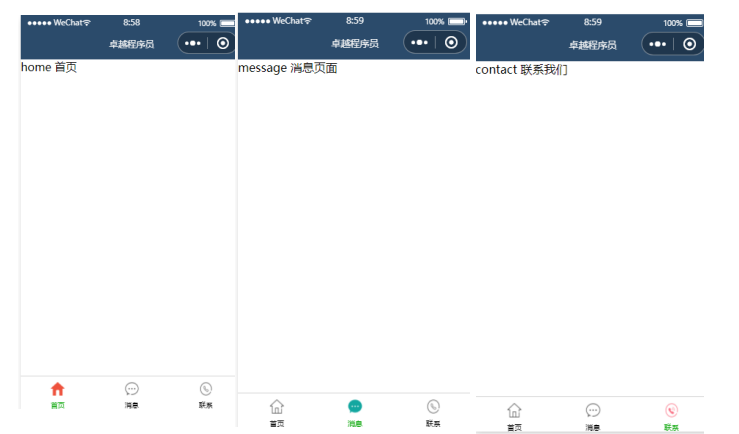 ●●●●● WeChat 8:58 100%
卓越程序员
home 首页
首页 消息 联系
●●●●● WeChat 8:59 100%
卓越程序员
message 消息页面
首页 消息 联系
●●●●● WeChat 8:59 100%
卓越程序员
contact 联系我们
首页 消息 联系